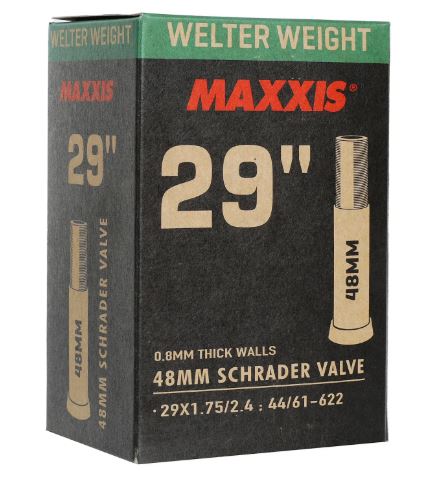 WELTER WEIGHT
MAXXIS
29"
48MM
48MM SCHRADER VALVE
WELTER WEIGHT
MAXXIS®
29"
48MM
0.8MM THICK WALLS
48MM SCHRADER VALVE
·29X1.75/2.4 : 44/61-622